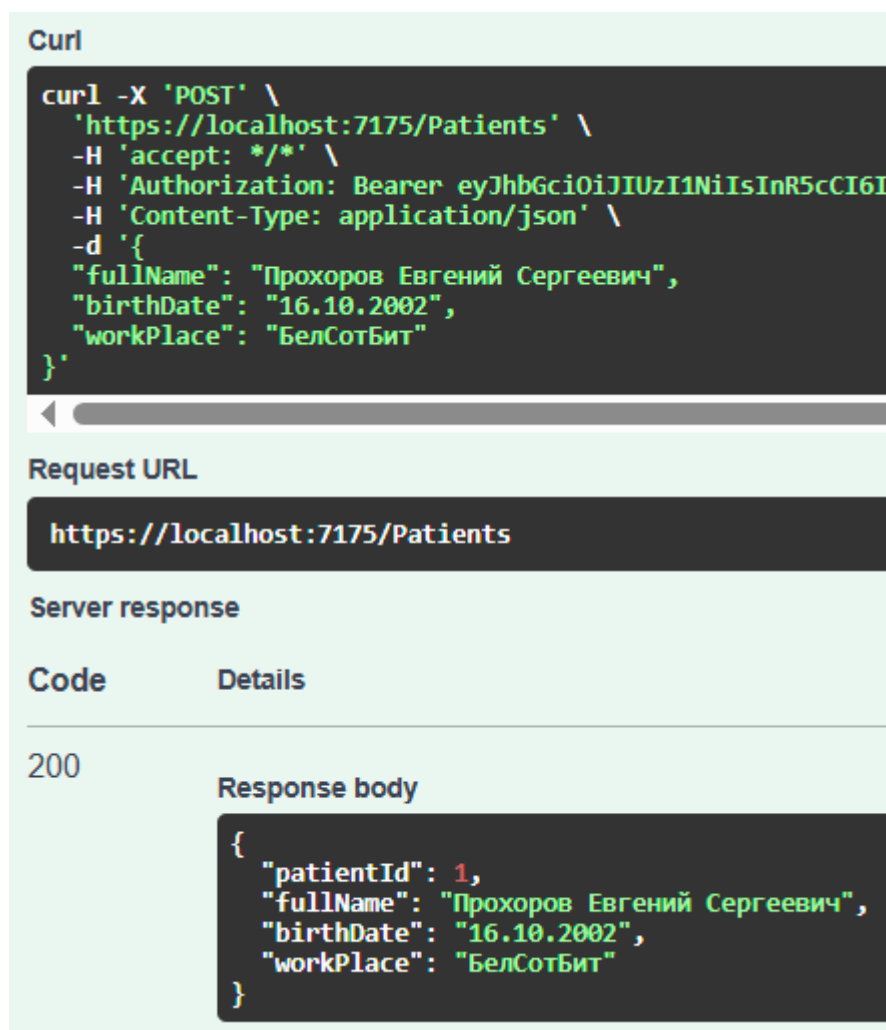 Curl
curl -X 'POST' \
'https://localhost:7175/Patients' \
-H 'accept: */*' \
-H 'Authorization: Bearer eyJhbGciOiJIUzI1NiIsInR5cCI6I
-H 'Content-Type: application/json' \
-d '{
"fullName": "Прохоров Евгений Сергеевич",
"birthDate": "16.10.2002",
"workPlace": "БелСотБит"
}'
Request URL
https://localhost:7175/Patients
Server response
Code Details
200
Response body
{
"patientId": 1,
"fullName": "Прохоров Евгений Сергеевич",
"birthDate": "16.10.2002",
"workPlace": "БелСотБит"
}